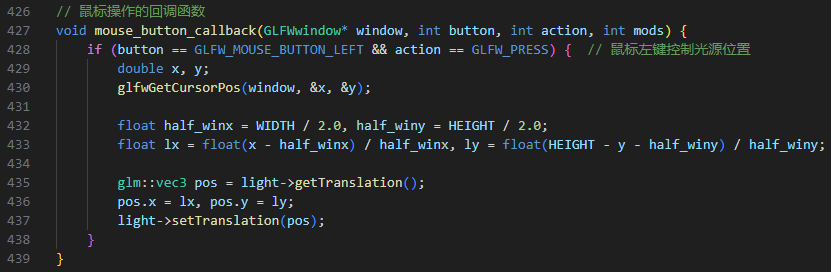 426 // 鼠标操作的回调函数
427 void mouse_button_callback(GLFWwindow* window, int button, int action, int mods) {
428     if (button == GLFW_MOUSE_BUTTON_LEFT && action == GLFW_PRESS) {  // 鼠标左键控制光源位置
429         double x, y;
430         glfwGetCursorPos(window, &x, &y);
431
432         float half_winx = WIDTH / 2.0, half_winy = HEIGHT / 2.0;
433         float lx = float(x - half_winx) / half_winx, ly = float(HEIGHT - y - half_winy) / half_winy;
434
435         glm::vec3 pos = light->getTranslation();
436         pos.x = lx, pos.y = ly;
437         light->setTranslation(pos);
438     }
439 }